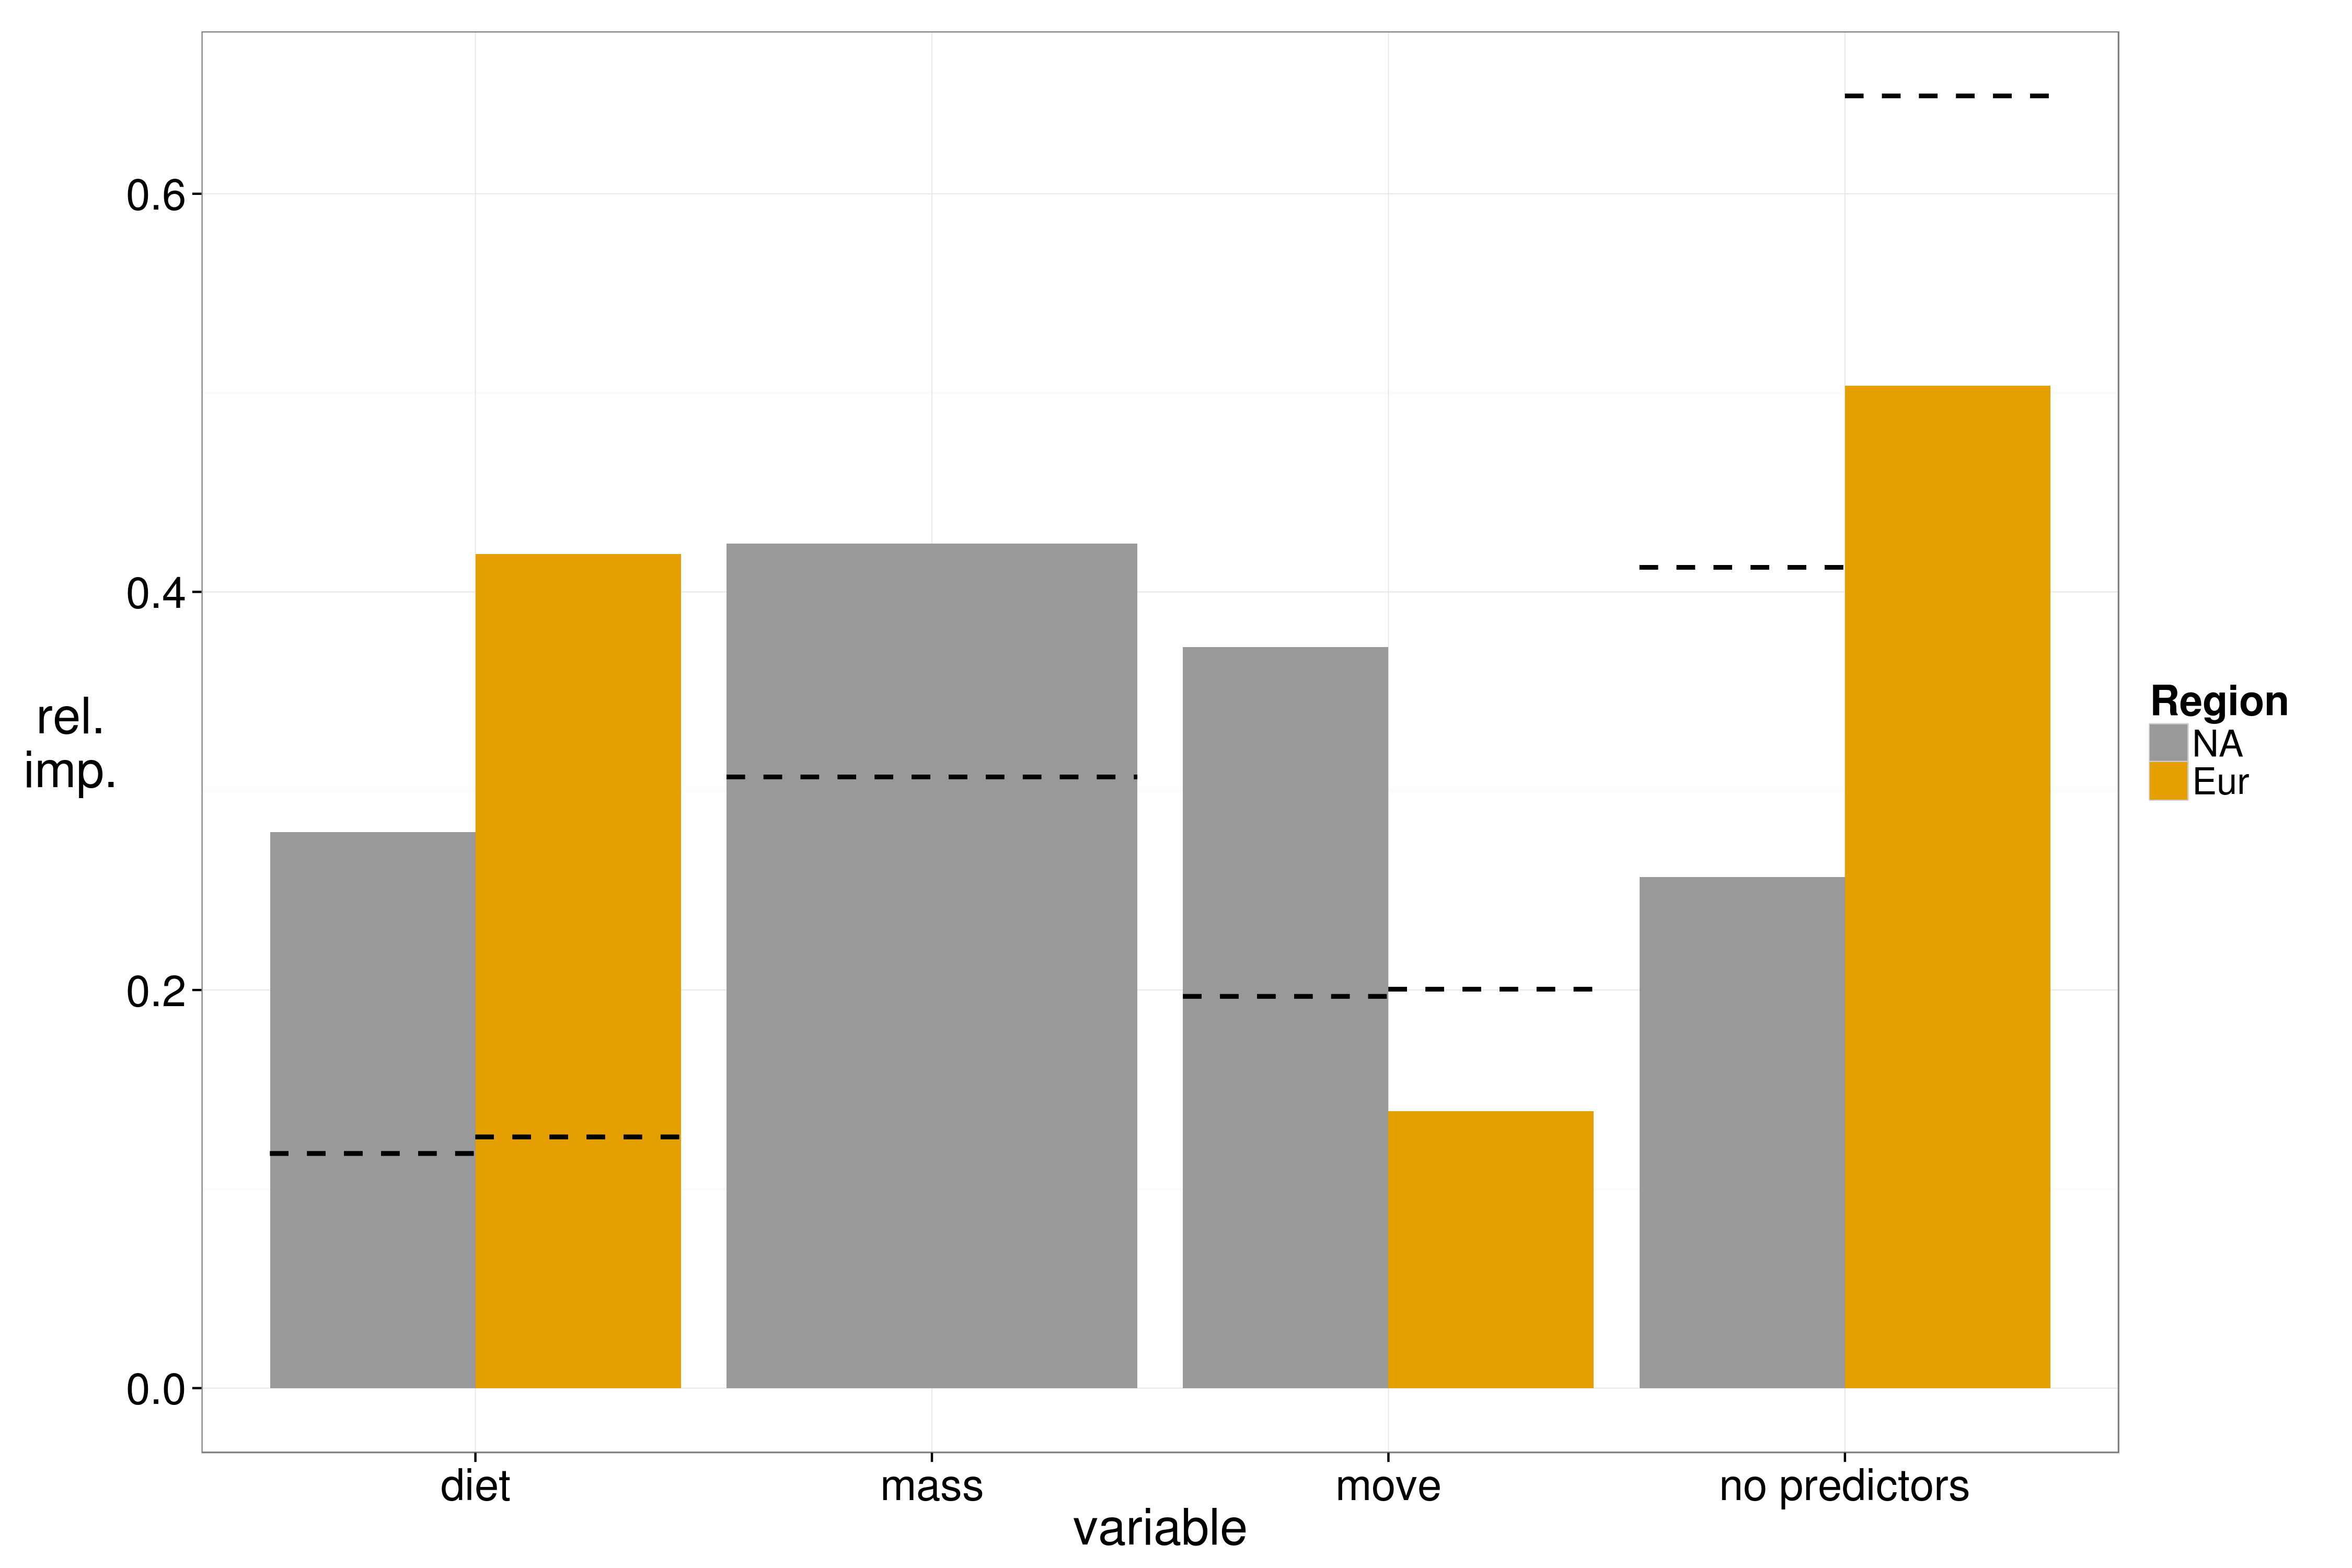 rel.
imp.
0.6
0.4
0.2
0.0
diet
mass
move
no predictors
variable
Region
NA
Eur